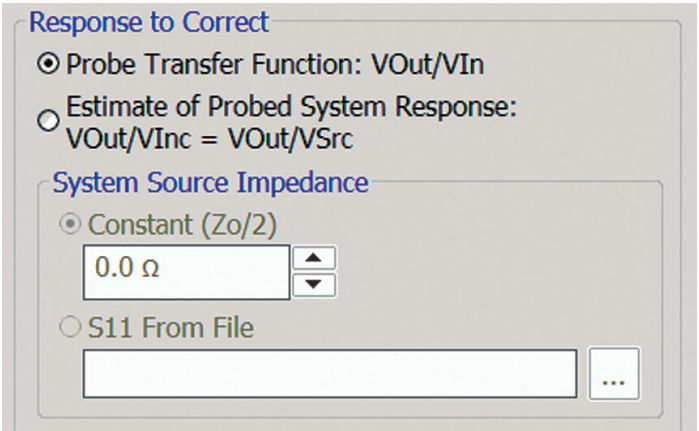 Response to Correct
Probe Transfer Function: VOut/VIn
Estimate of Probed System Response:
VOut/VInc = VOut/VSrc
System Source Impedance
Constant (Zo/2)
0.0 Ω
S11 From File
...